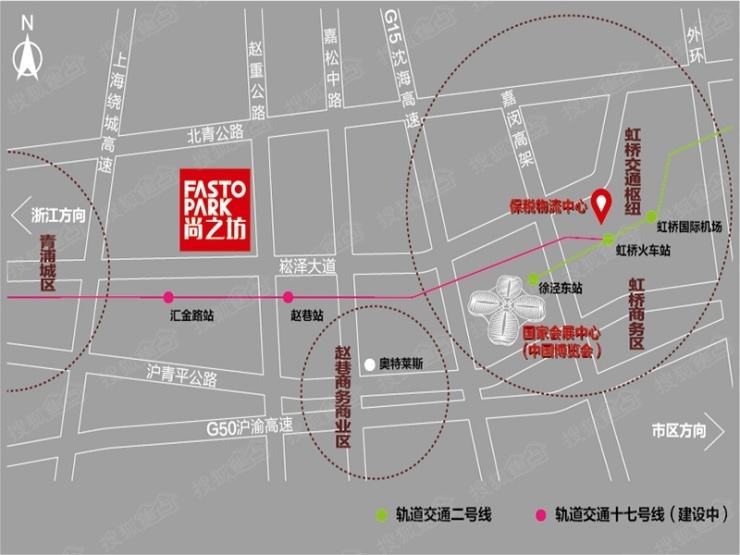 N
上海绕城高速
赵重公路
嘉松中路
G15沈海高速
嘉闵高架
外环
北青公路
虹桥交通枢纽
FASTO
PARK
尚之坊
保税物流中心
浙江方向
青浦城区
虹桥国际机场
虹桥火车站
崧泽大道
徐泾东站
汇金路站
赵巷站
虹桥商务区
国家会展中心
(中国博览会)
赵巷商务商业区
奥特莱斯
沪青平公路
G50沪渝高速
市区方向
轨道交通二号线
轨道交通十七号线(建设中)
搜狐焦点